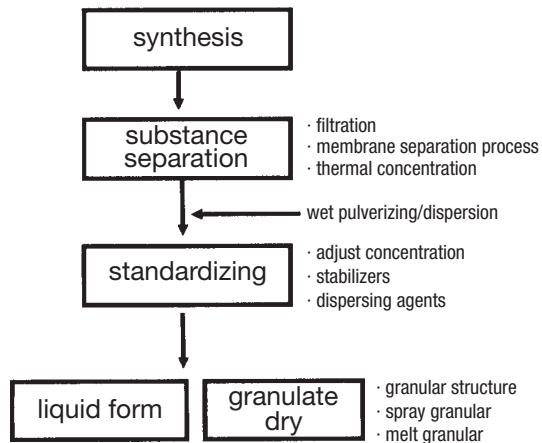 synthesis
substance
separation
· filtration
· membrane separation process
· thermal concentration
wet pulverizing/dispersion
standardizing
· adjust concentration
· stabilizers
· dispersing agents
liquid form
granulate
dry
· granular structure
· spray granular
· melt granular